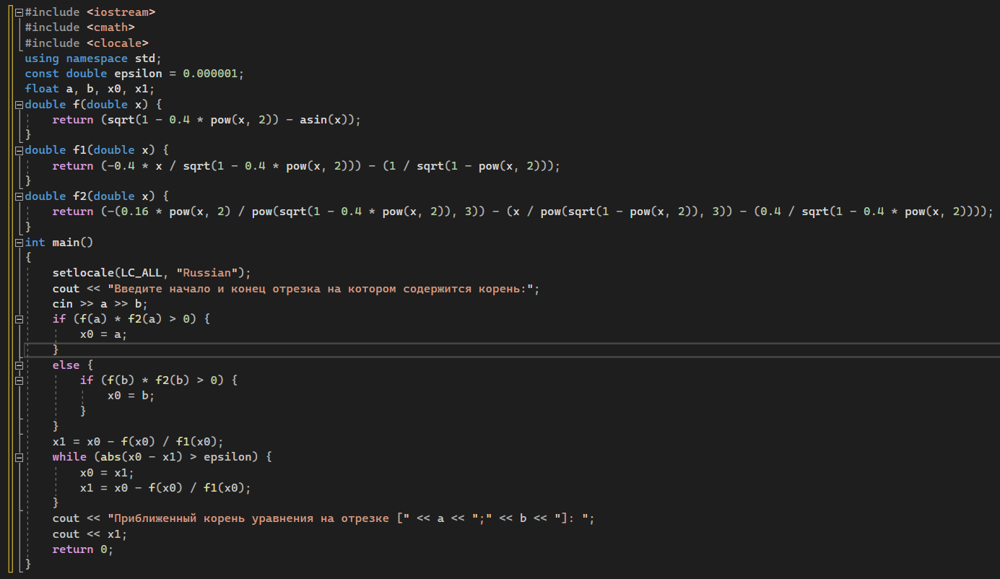 #include <iostream>
#include <cmath>
#include <clocale>
using namespace std;
const double epsilon = 0.000001;
float a, b, x0, x1;
double f(double x) {
    return (sqrt(1 - 0.4 * pow(x, 2)) - asin(x));
}
double f1(double x) {
    return (-0.4 * x / sqrt(1 - 0.4 * pow(x, 2))) - (1 / sqrt(1 - pow(x, 2)));
}
double f2(double x) {
    return (-(0.16 * pow(x, 2) / pow(sqrt(1 - 0.4 * pow(x, 2)), 3)) - (x / pow(sqrt(1 - pow(x, 2)), 3)) - (0.4 / sqrt(1 - 0.4 * pow(x, 2))));
}
int main()
{
    setlocale(LC_ALL, "Russian");
    cout << "Введите начало и конец отрезка на котором содержится корень:";
    cin >> a >> b;
    if (f(a) * f2(a) > 0) {
        x0 = a;
    }
    else {
        if (f(b) * f2(b) > 0) {
            x0 = b;
        }
    }
    x1 = x0 - f(x0) / f1(x0);
    while (abs(x0 - x1) > epsilon) {
        x0 = x1;
        x1 = x0 - f(x0) / f1(x0);
    }
    cout << "Приближенный корень уравнения на отрезке [" << a << ";" << b << "]: ";
    cout << x1;
    return 0;
}